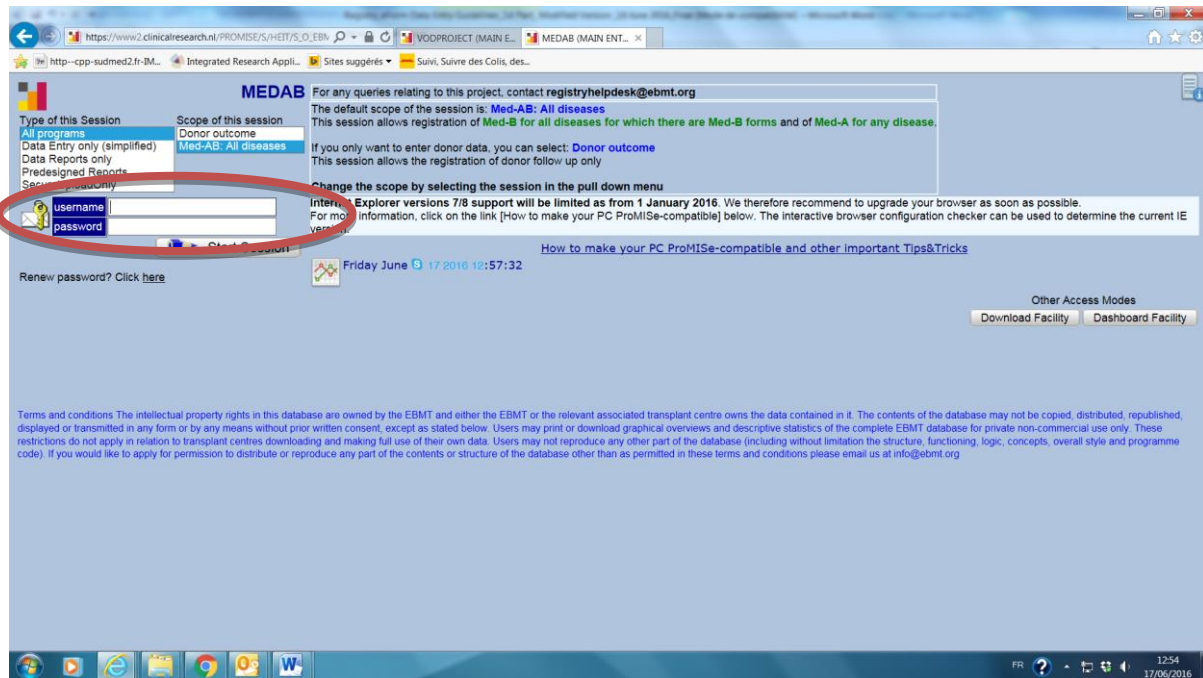 Registry eForm Data Entry Guidelines_1st Part_Modified Version_16 June 2016_Final [Mode de compatibilité] - Microsoft Word
https://www2.clinicalresearch.nl/PROMISE/S/HEIT/S_O_EBN
VODPROJECT (MAIN E...
MEDAB (MAIN ENT...
http--cpp-sudmed2.fr-IM...
Integrated Research Appli...
Sites suggérés
Suivi, Suivre des Colis, des...
MEDAB
For any queries relating to this project, contact registryhelpdesk@ebmt.org
Type of this Session
Scope of this session
All programs
Data Entry only (simplified)
Data Reports only
Predesigned Reports
Donor outcome
Med-AB: All diseases
The default scope of the session is: Med-AB: All diseases
This session allows registration of Med-B for all diseases for which there are Med-B forms and of Med-A for any disease.
If you only want to enter donor data, you can select: Donor outcome
This session allows the registration of donor follow up only
Change the scope by selecting the session in the pull down menu
username
password
Start Session
Internet Explorer versions 7/8 support will be limited as from 1 January 2016. We therefore recommend to upgrade your browser as soon as possible.
For more information, click on the link [How to make your PC ProMISe-compatible] below. The interactive browser configuration checker can be used to determine the current IE
version.
How to make your PC ProMISe-compatible and other important Tips&Tricks
Friday June 17 2016 12:57:32
Renew password? Click here
Other Access Modes
Download Facility
Dashboard Facility
Terms and conditions The intellectual property rights in this database are owned by the EBMT and either the EBMT or the relevant associated transplant centre owns the data contained in it. The contents of the database may not be copied, distributed, republished,
displayed or transmitted in any form or by any means without prior written consent, except as stated below. Users may print or download graphical overviews and descriptive statistics of the complete EBMT database for private non-commercial use only. These
restrictions do not apply in relation to transplant centres downloading and making full use of their own data. Users may not reproduce any other part of the database (including without limitation the structure, functioning, logic, concepts, overall style and programme
code). If you would like to apply for permission to distribute or reproduce any part of the contents or structure of the database other than as permitted in these terms and conditions please email us at info@ebmt.org
FR
12:54
17/06/2016